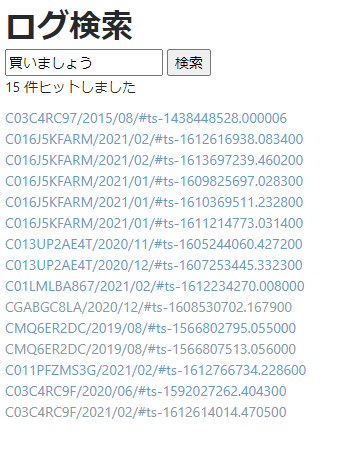 ログ検索
買いましょう 検索
15 件ヒットしました
C03C4RC97/2015/08/#ts-1438448528.000006
C016J5KFARM/2021/02/#ts-1612616938.083400
C016J5KFARM/2021/02/#ts-1613697239.460200
C016J5KFARM/2021/01/#ts-1609825697.028300
C016J5KFARM/2021/01/#ts-1610369511.232800
C016J5KFARM/2021/01/#ts-1611214773.031400
C013UP2AE4T/2020/11/#ts-1605244060.427200
C013UP2AE4T/2020/12/#ts-1607253445.332300
C01LMLBA867/2021/02/#ts-1612234270.008000
CGABGC8LA/2020/12/#ts-1608530702.167900
CMQ6ER2DC/2019/08/#ts-1566802795.055000
CMQ6ER2DC/2019/08/#ts-1566807513.056000
C011PFZMS3G/2021/02/#ts-1612766734.228600
C03C4RC9F/2020/06/#ts-1592027262.404300
C03C4RC9F/2021/02/#ts-1612614014.470500